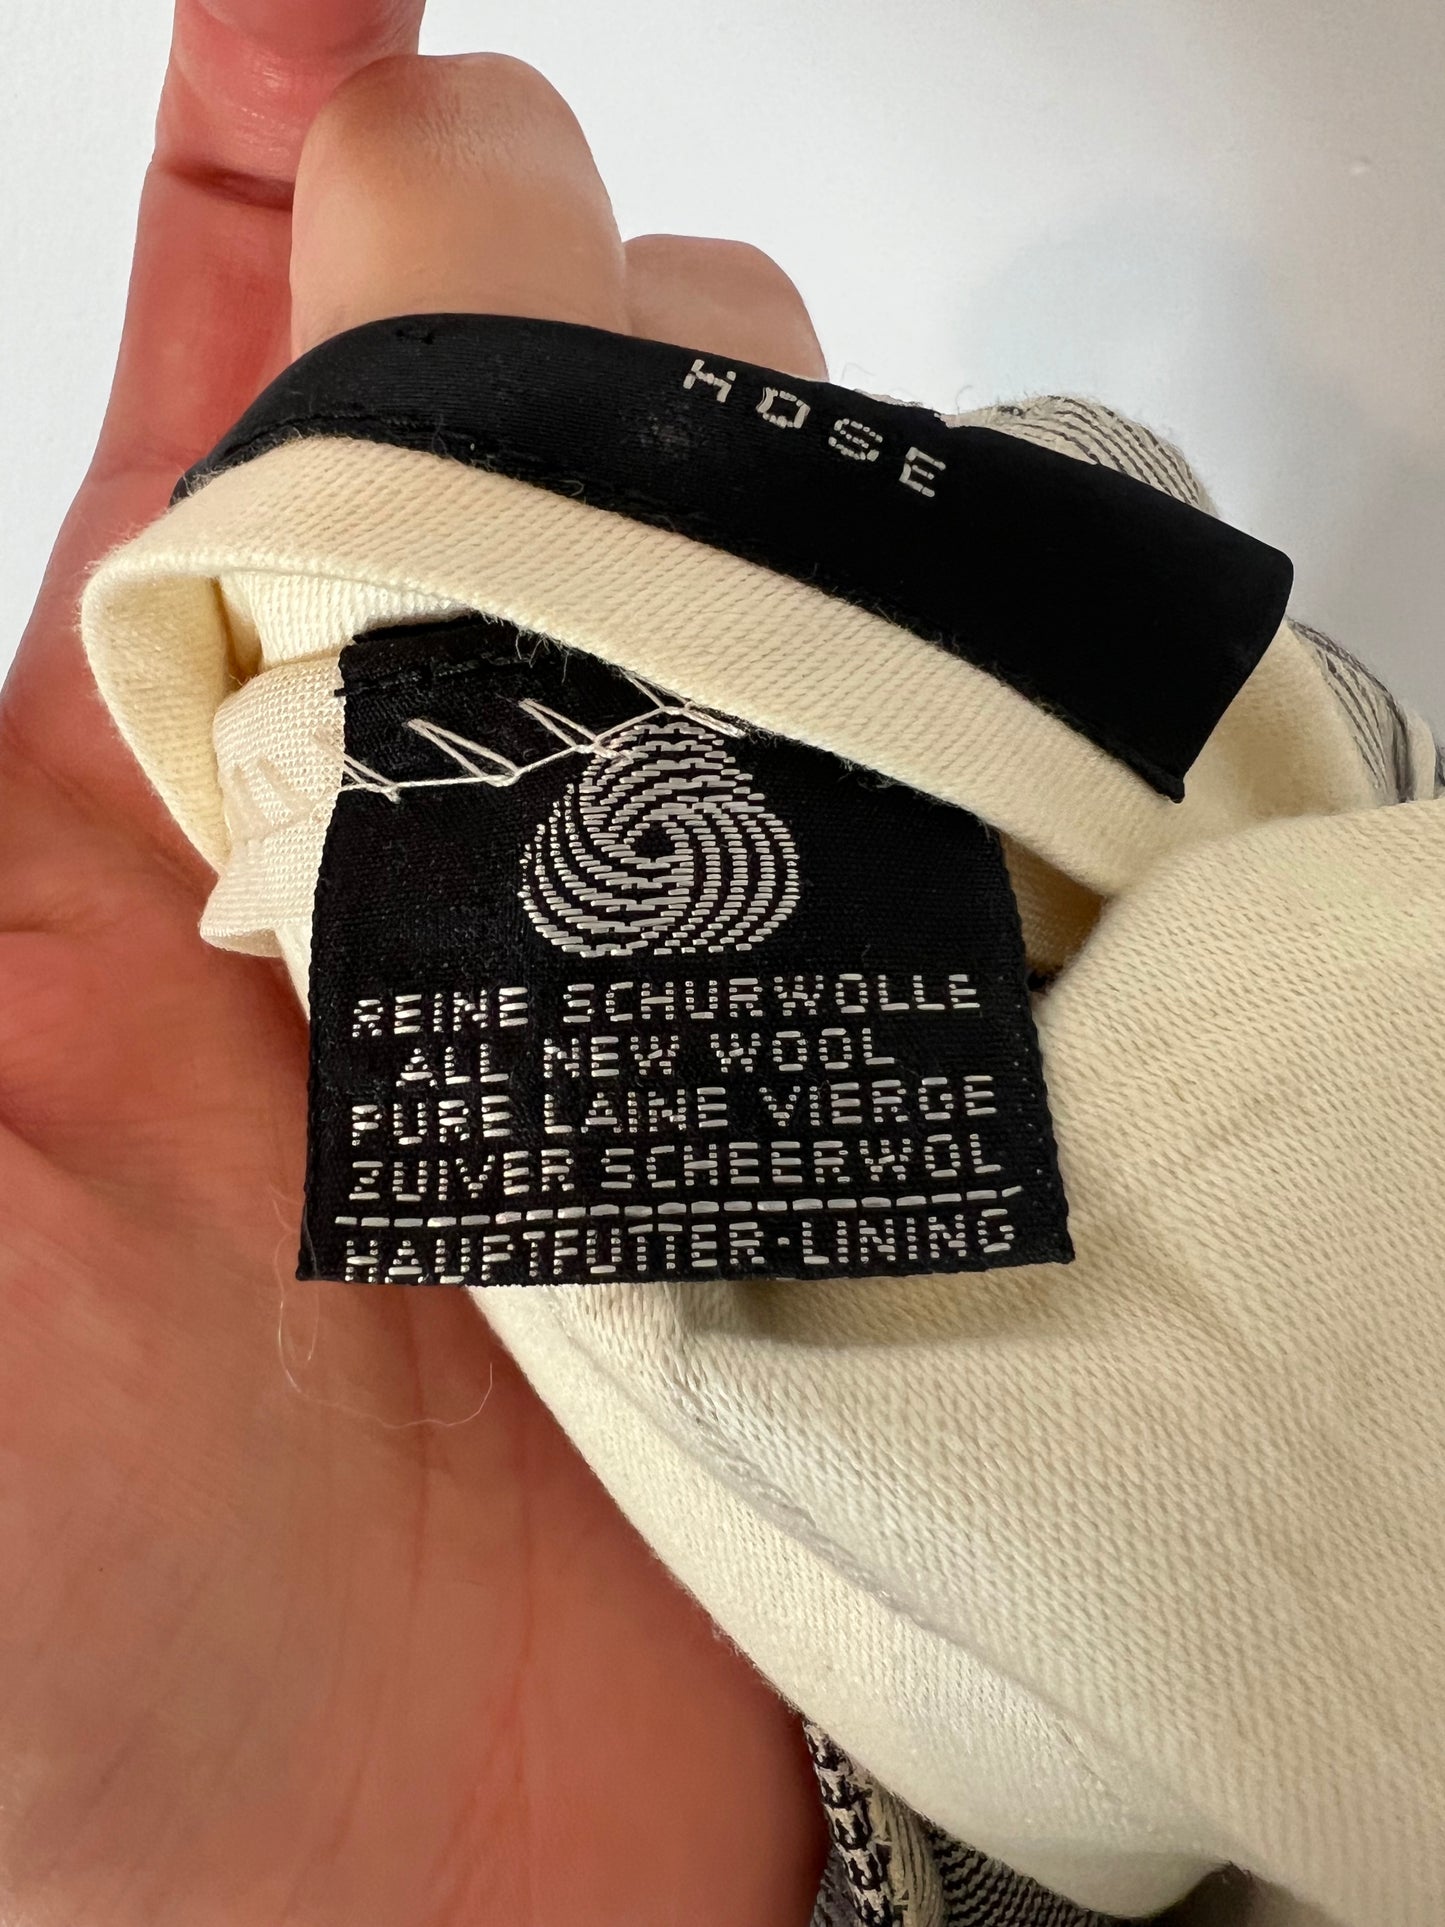 HOSE
REINE SCHURWOLLE
ALL NEW WOOL
PURE LAINE VIERGE
ZUIVER SCHEERWOL
HAUPTFUTTER-LINING